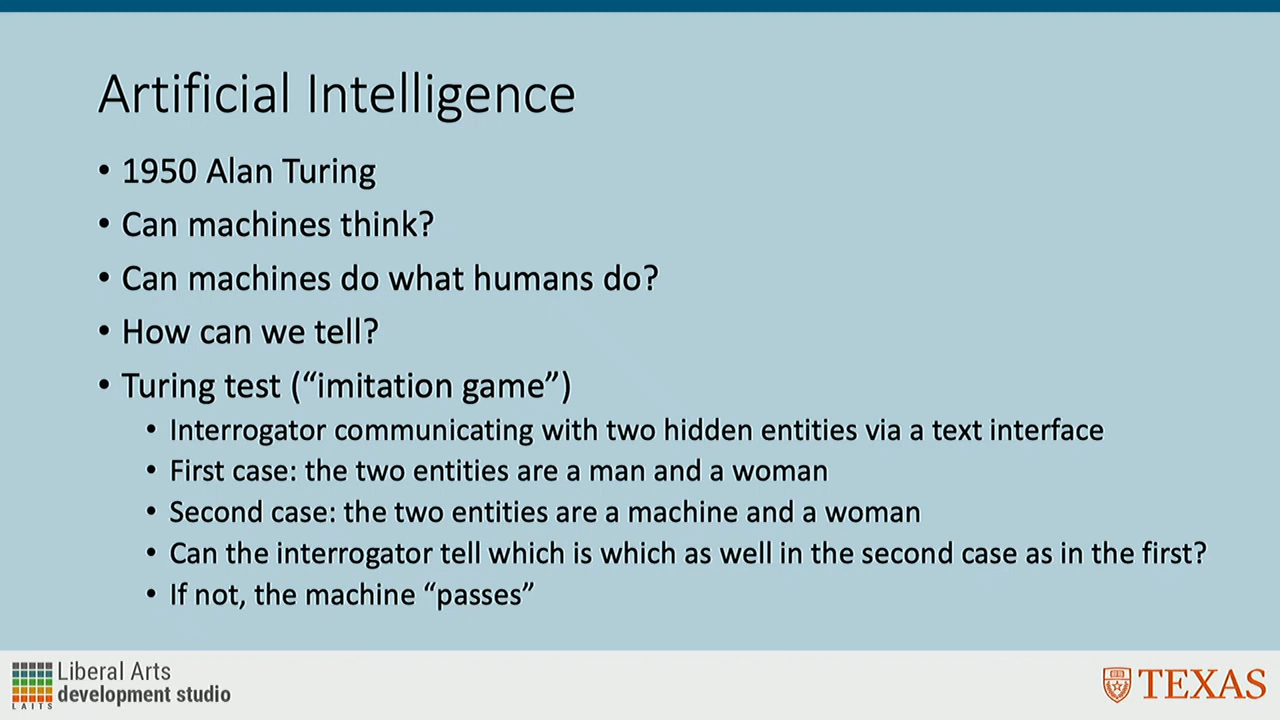 Artificial Intelligence
• 1950 Alan Turing
• Can machines think?
• Can machines do what humans do?
• How can we tell?
• Turing test (“imitation game”)
• Interrogator communicating with two hidden entities via a text interface
• First case: the two entities are a man and a woman
• Second case: the two entities are a machine and a woman
• Can the interrogator tell which is which as well in the second case as in the first?
• If not, the machine “passes”
Liberal Arts
development studio
LAITS
TEXAS